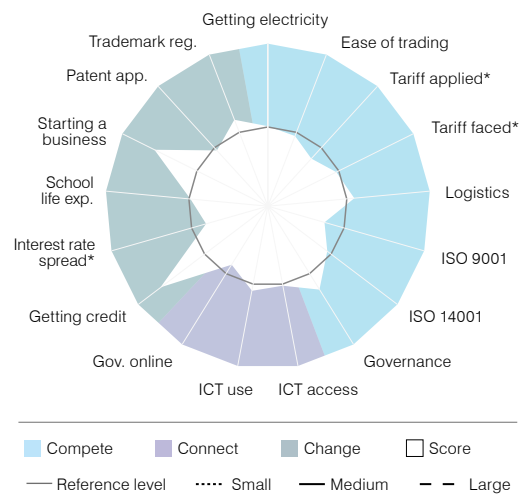 Getting electricity
Trademark reg.
Ease of trading
Patent app.
Tariff applied*
Starting a
business
Tariff faced*
School
life exp.
Logistics
Interest rate
spread*
ISO 9001
Getting credit
ISO 14001
Gov. online
Governance
ICT use
ICT access
Compete
Connect
Change
Score
Reference level
Small
Medium
Large